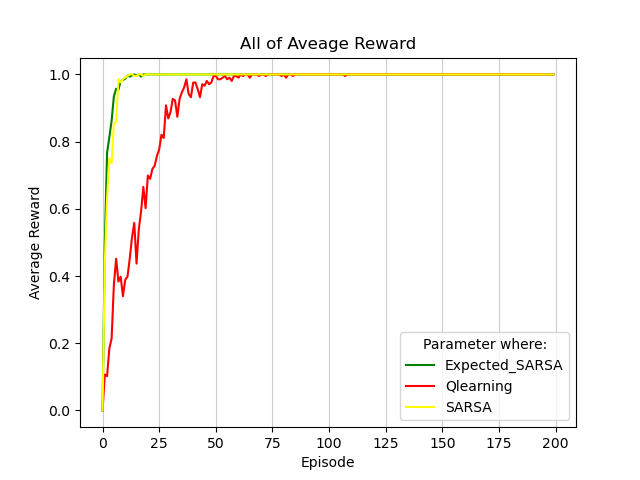 All of Aveage Reward
Average Reward
1.0
0.8
0.6
0.4
0.2
0.0
0 25 50 75 100 125 150 175 200
Episode
Parameter where:
Expected_SARSA
Qlearning
SARSA